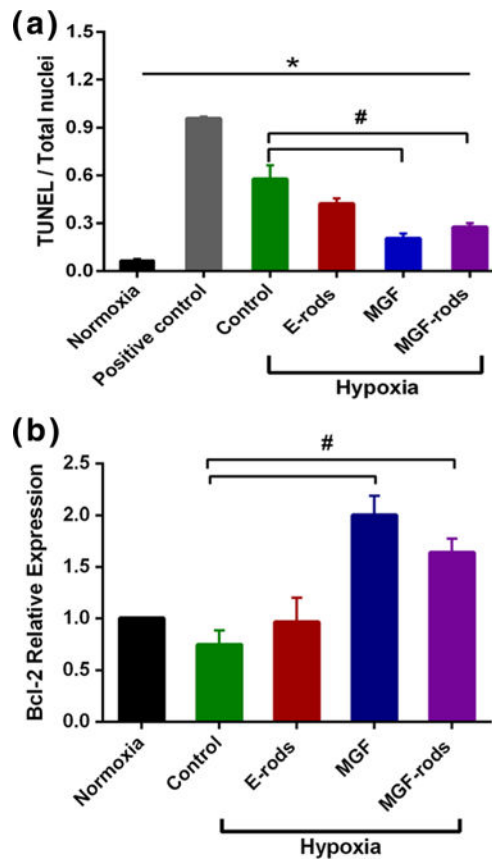 (a)
TUNEL / Total nuclei
1.5
1.2
0.9
0.6
0.3
0.0
*
#
Normoxia
Positive control
Control
E-rods
MGF
MGF-rods
Hypoxia
(b)
Bcl-2 Relative Expression
2.5
2.0
1.5
1.0
0.5
0.0
#
Normoxia
Control
E-rods
MGF
MGF-rods
Hypoxia